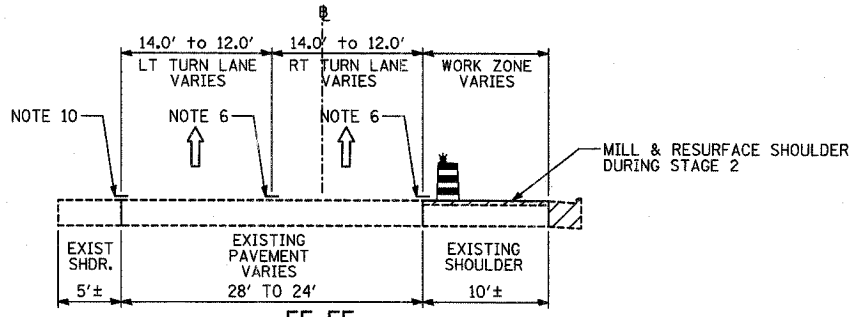 ℄
14.0' to 12.0' 14.0' to 12.0'
LT TURN LANE RT TURN LANE WORK ZONE
VARIES VARIES VARIES
NOTE 10 NOTE 6 NOTE 6
MILL & RESURFACE SHOULDER
DURING STAGE 2
EXIST
SHDR.
5'±
EXISTING
PAVEMENT
VARIES
28' TO 24'
EXISTING
SHOULDER
10'±